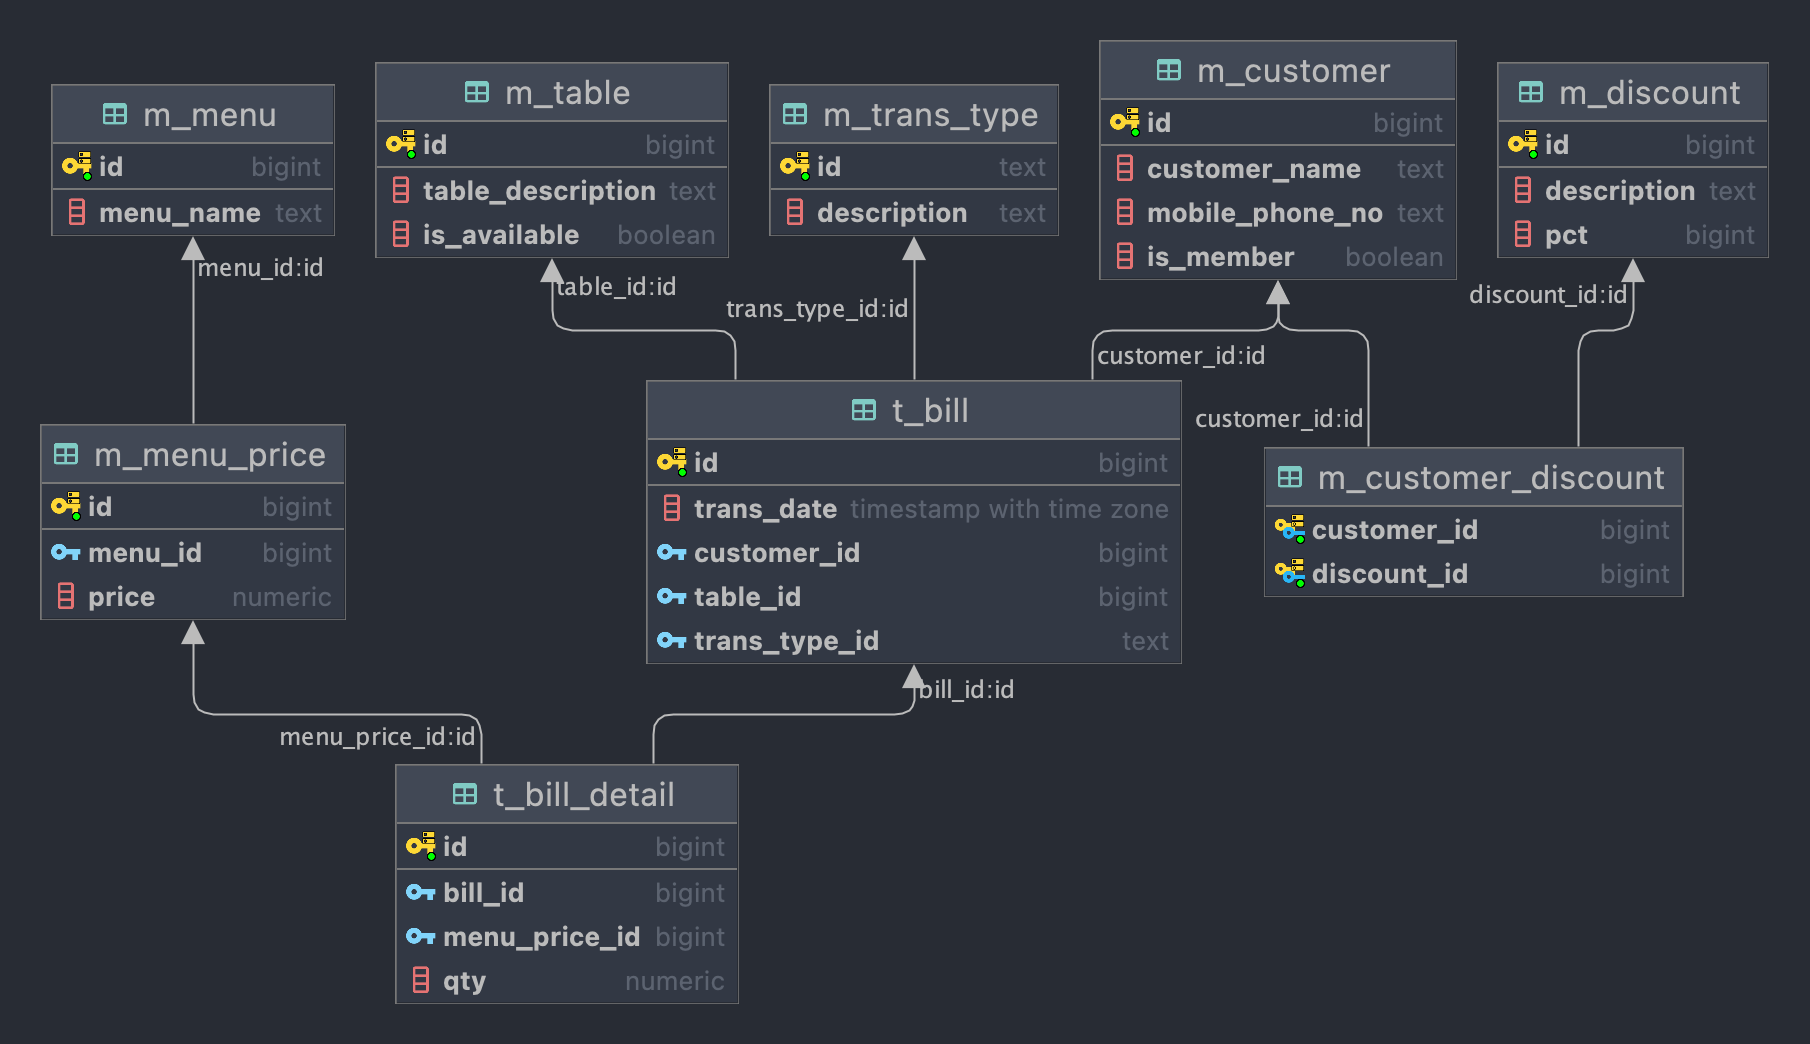 m_menu
id bigint
menu_name text
m_table
id bigint
table_description text
is_available boolean
m_trans_type
id text
description text
m_customer
id bigint
customer_name text
mobile_phone_no text
is_member boolean
m_discount
id bigint
description text
pct bigint
menu_id:id
table_id:id
trans_type_id:id
customer_id:id
customer_id:id
discount_id:id
m_menu_price
id bigint
menu_id bigint
price numeric
t_bill
id bigint
trans_date timestamp with time zone
customer_id bigint
table_id bigint
trans_type_id text
m_customer_discount
customer_id bigint
discount_id bigint
menu_price_id:id
bill_id:id
t_bill_detail
id bigint
bill_id bigint
menu_price_id bigint
qty numeric